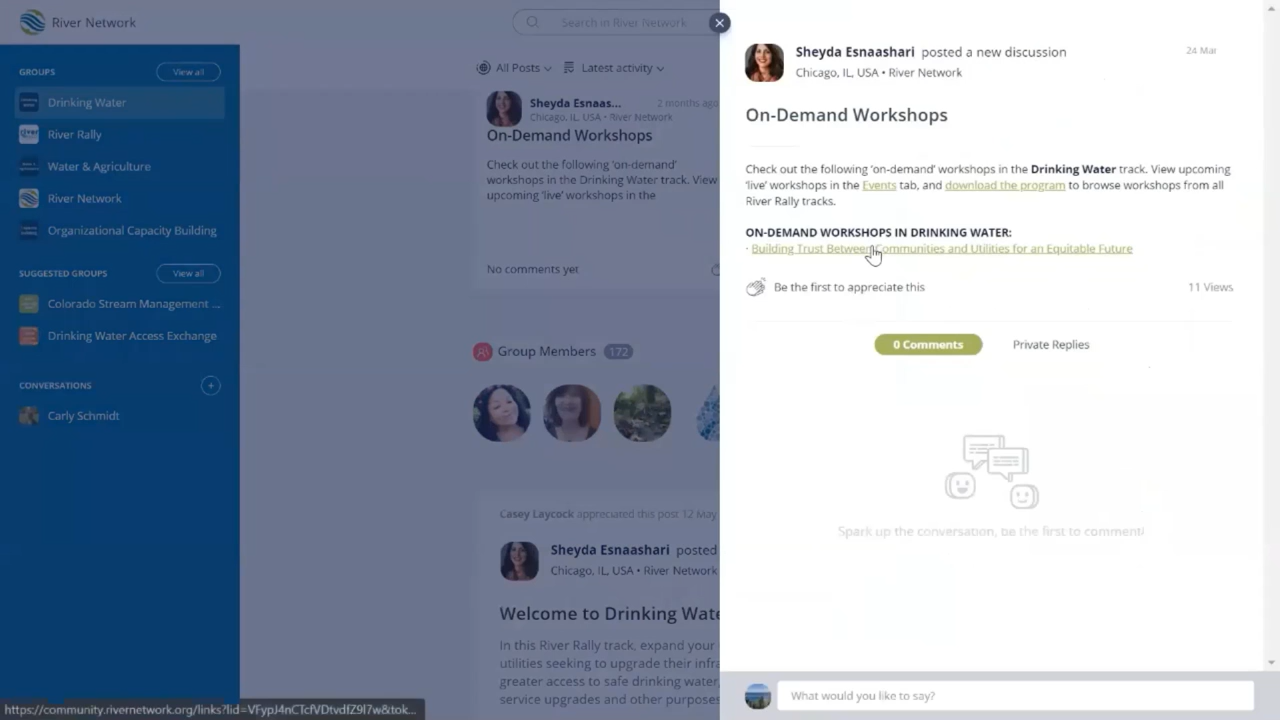 River Network
Search in River Network
GROUPS
View all
Drinking Water
River Rally
Water & Agriculture
River Network
Organizational Capacity Building
SUGGESTED GROUPS
View all
Colorado Stream Management ...
Drinking Water Access Exchange
CONVERSATIONS
Carly Schmidt
https://community.rivernetwork.org/links?lid=VFypJ4nCTcfVDtvdfZ9I7w&tok...
All Posts
Latest activity
Sheyda Esnaas...
2 months ago
Chicago, IL, USA • River Network
On-Demand Workshops
Check out the following 'on-demand'
workshops in the Drinking Water track. View
upcoming 'live' workshops in the
No comments yet
Group Members 172
Casey Laycock appreciated this post 12 May
Sheyda Esnaashari posted
Chicago, IL, USA • River Network
Welcome to Drinking Wate
In this River Rally track, expand your
utilities seeking to upgrade their infra
greater access to safe drinking water,
service upgrades and other purposes
Sheyda Esnaashari posted a new discussion
24 Mar
Chicago, IL, USA • River Network
On-Demand Workshops
Check out the following 'on-demand' workshops in the Drinking Water track. View upcoming
'live' workshops in the Events tab, and download the program to browse workshops from all
River Rally tracks.
ON-DEMAND WORKSHOPS IN DRINKING WATER:
· Building Trust Between Communities and Utilities for an Equitable Future
Be the first to appreciate this
11 Views
0 Comments
Private Replies
Spark up the conversation, be the first to comment!
What would you like to say?